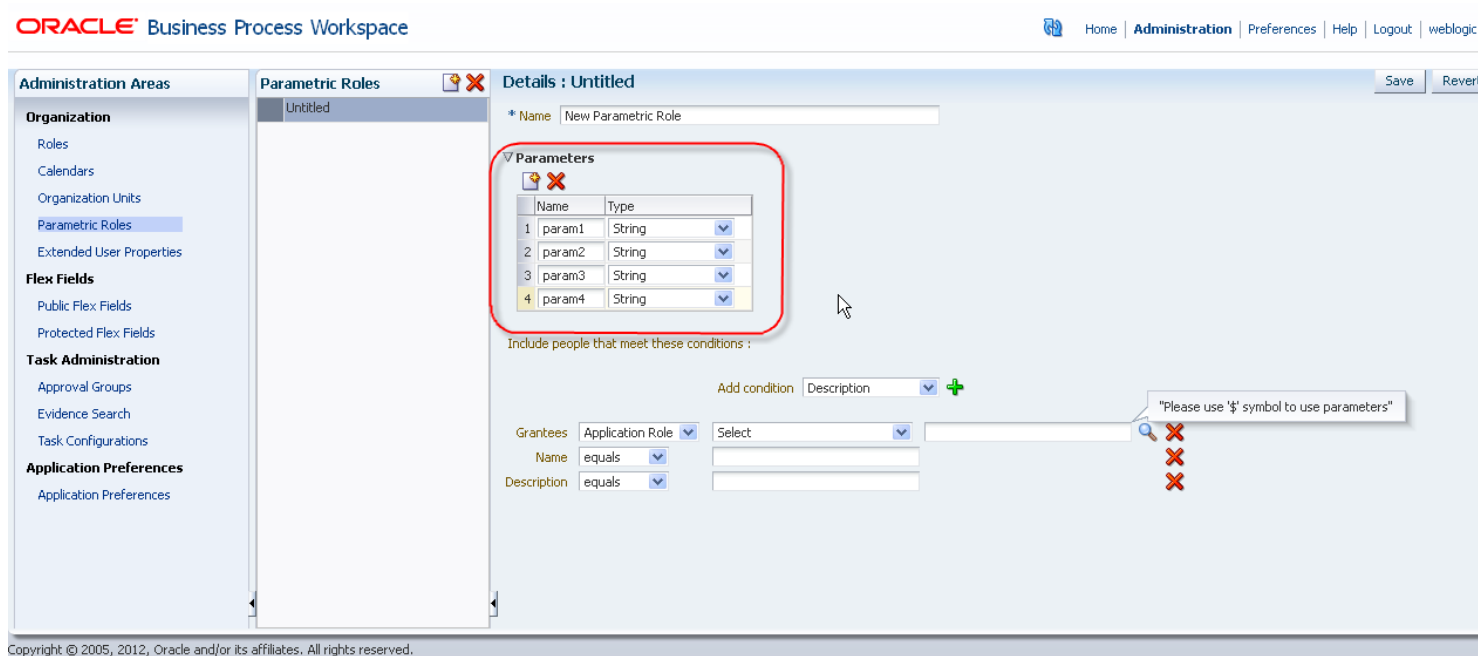 ORACLE Business Process Workspace
Home | Administration | Preferences | Help | Logout | weblogic
Administration Areas
Organization
Roles
Calendars
Organization Units
Parametric Roles
Extended User Properties
Flex Fields
Public Flex Fields
Protected Flex Fields
Task Administration
Approval Groups
Evidence Search
Task Configurations
Application Preferences
Application Preferences
Parametric Roles
Untitled
Details : Untitled
Save
Revert
* Name New Parametric Role
Parameters
Name Type
1 param1 String
2 param2 String
3 param3 String
4 param4 String
Include people that meet these conditions :
Add condition Description
"Please use '$' symbol to use parameters"
Grantees Application Role Select
Name equals
Description equals
Copyright © 2005, 2012, Oracle and/or its affiliates. All rights reserved.